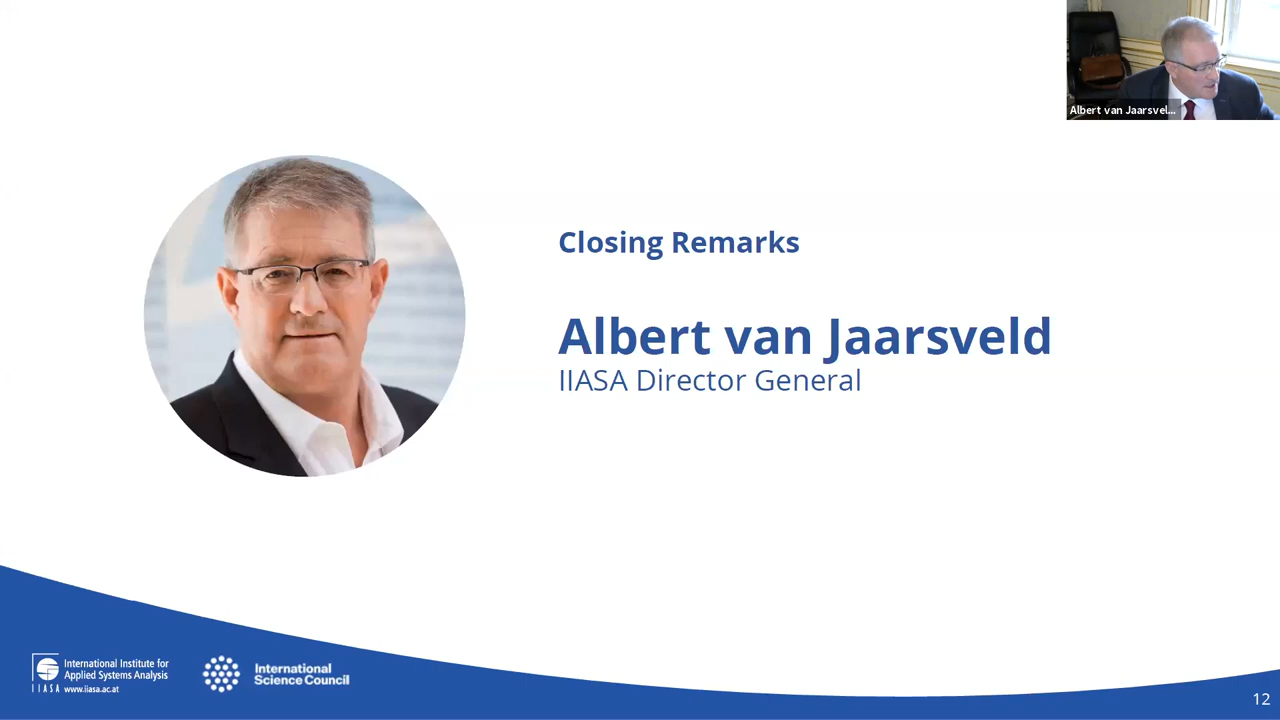 Albert van Jaarsvel...
Closing Remarks
Albert van Jaarsveld
IIASA Director General
International Institute for
Applied Systems Analysis
IIASA www.iiasa.ac.at
International
Science Council
12